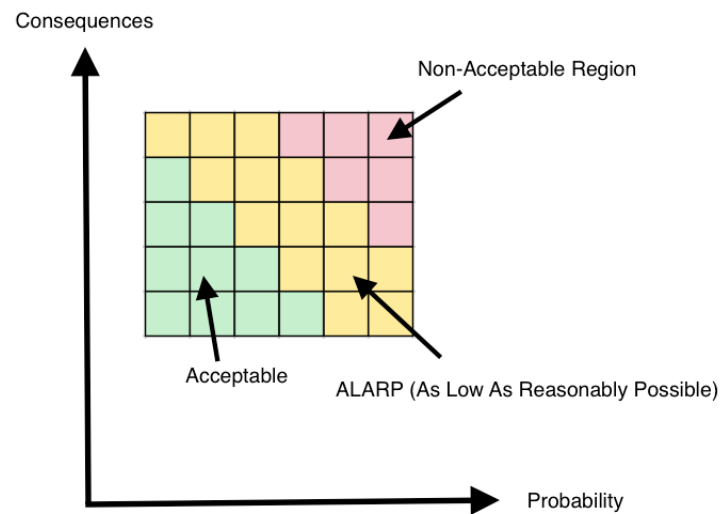 Consequences
Non-Acceptable Region
Acceptable
ALARP (As Low As Reasonably Possible)
Probability